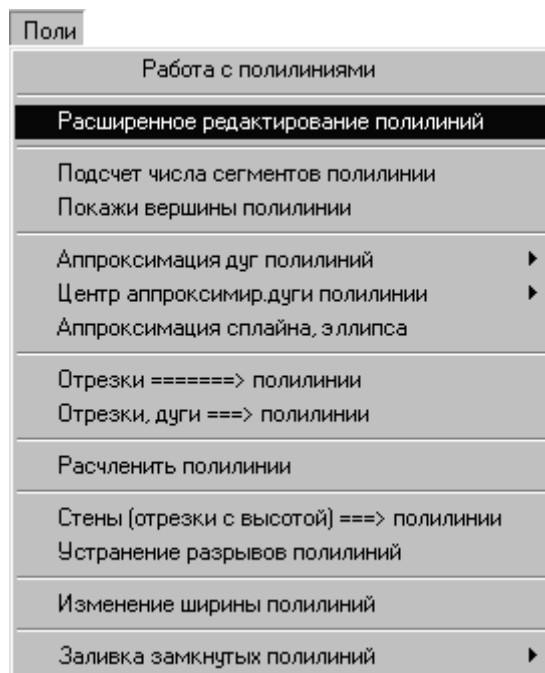 Поли
Работа с полилиниями
Расширенное редактирование полилиний
Подсчет числа сегментов полилинии
Покажи вершины полилинии
Аппроксимация дуг полилиний
Центр аппроксимир.дуги полилинии
Аппроксимация сплайна, эллипса
Отрезки =======> полилинии
Отрезки, дуги ===> полилинии
Расчленить полилинии
Стены (отрезки с высотой) ===> полилинии
Устранение разрывов полилиний
Изменение ширины полилиний
Заливка замкнутых полилиний